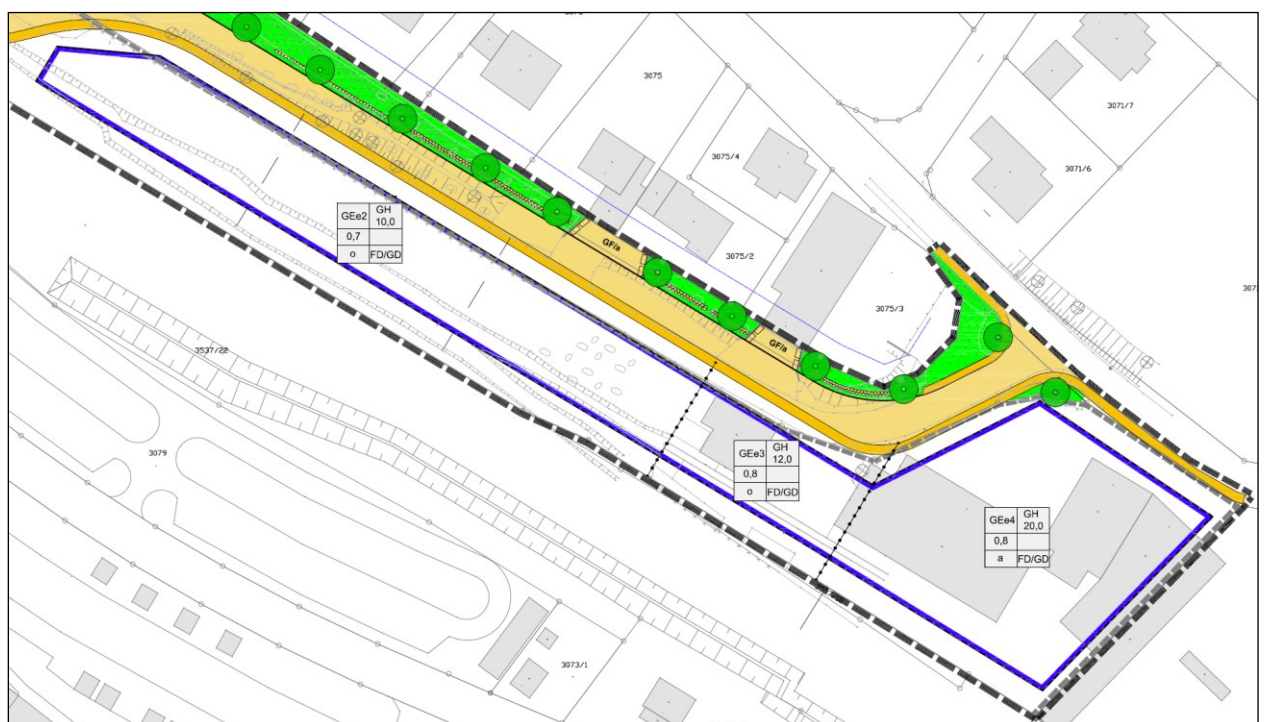 3075
3071/7
3075/4
3071/6
GEe2 GH 10,0
0,7
o FD/GD
GF/a
3075/2
3075/3
3537/22
GF/a
3079
GEe3 GH 12,0
0,8
o FD/GD
GEe4 GH 20,0
0,8
a FD/GD
3073/1